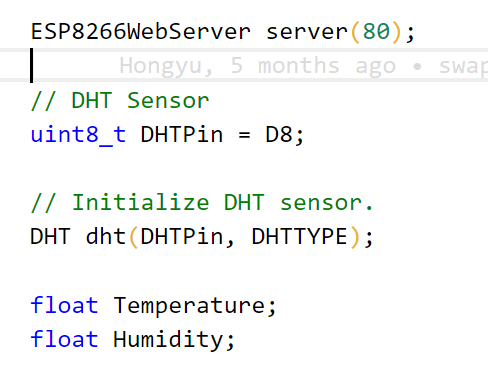 ESP8266WebServer server(80);
Hongyu, 5 months ago • swap
// DHT Sensor
uint8_t DHTPin = D8;
// Initialize DHT sensor.
DHT dht(DHTPin, DHTTYPE);
float Temperature;
float Humidity;